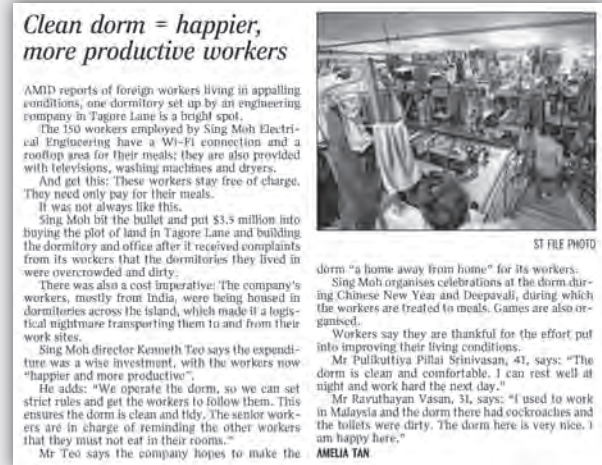 Clean dorm = happier,
more productive workers
AMID reports of foreign workers living in appalling
conditions, one dormitory set up by an engineering
company in Tagore Lane is a bright spot.
The 150 workers employed by Sing Moh Electri-
cal Engineering have a Wi-Fi connection and a
rooftop area for their meals; they are also provided
with televisions, washing machines and dryers.
And get this: These workers stay free of charge.
They need only pay for their meals.
It was not always like this.
Sing Moh bit the bullet and put $3.5 million into
buying the plot of land in Tagore Lane and building
the dormitory and office after it received complaints
from its workers that the dormitories they lived in
were overcrowded and dirty.
There was also a cost imperative: The company's
workers, mostly from India, were being housed in
dormitories across the island, which made it a logis-
tical nightmare transporting them to and from their
work sites.
Sing Moh director Kenneth Teo says the expendi-
ture was a wise investment, with the workers now
"happier and more productive".
He adds: "We operate the dorm, so we can set
strict rules and get the workers to follow them. This
ensures the dorm is clean and tidy. The senior work-
ers are in charge of reminding the other workers
that they must not eat in their rooms."
Mr Teo says the company hopes to make the
ST FILE PHOTO
dorm "a home away from home" for its workers.
Sing Moh organises celebrations at the dorm dur-
ing Chinese New Year and Deepavali, during which
the workers are treated to meals. Games are also or-
ganised.
Workers say they are thankful for the effort put
into improving their living conditions.
Mr Pulikuttiya Pillai Srinivasan, 41, says: "The
dorm is clean and comfortable. I can rest well at
night and work hard the next day."
Mr Ravuthayan Vasan, 31, says: "I used to work
in Malaysia and the dorm there had cockroaches and
the toilets were dirty. The dorm here is very nice. I
am happy here."
AMELIA TAN